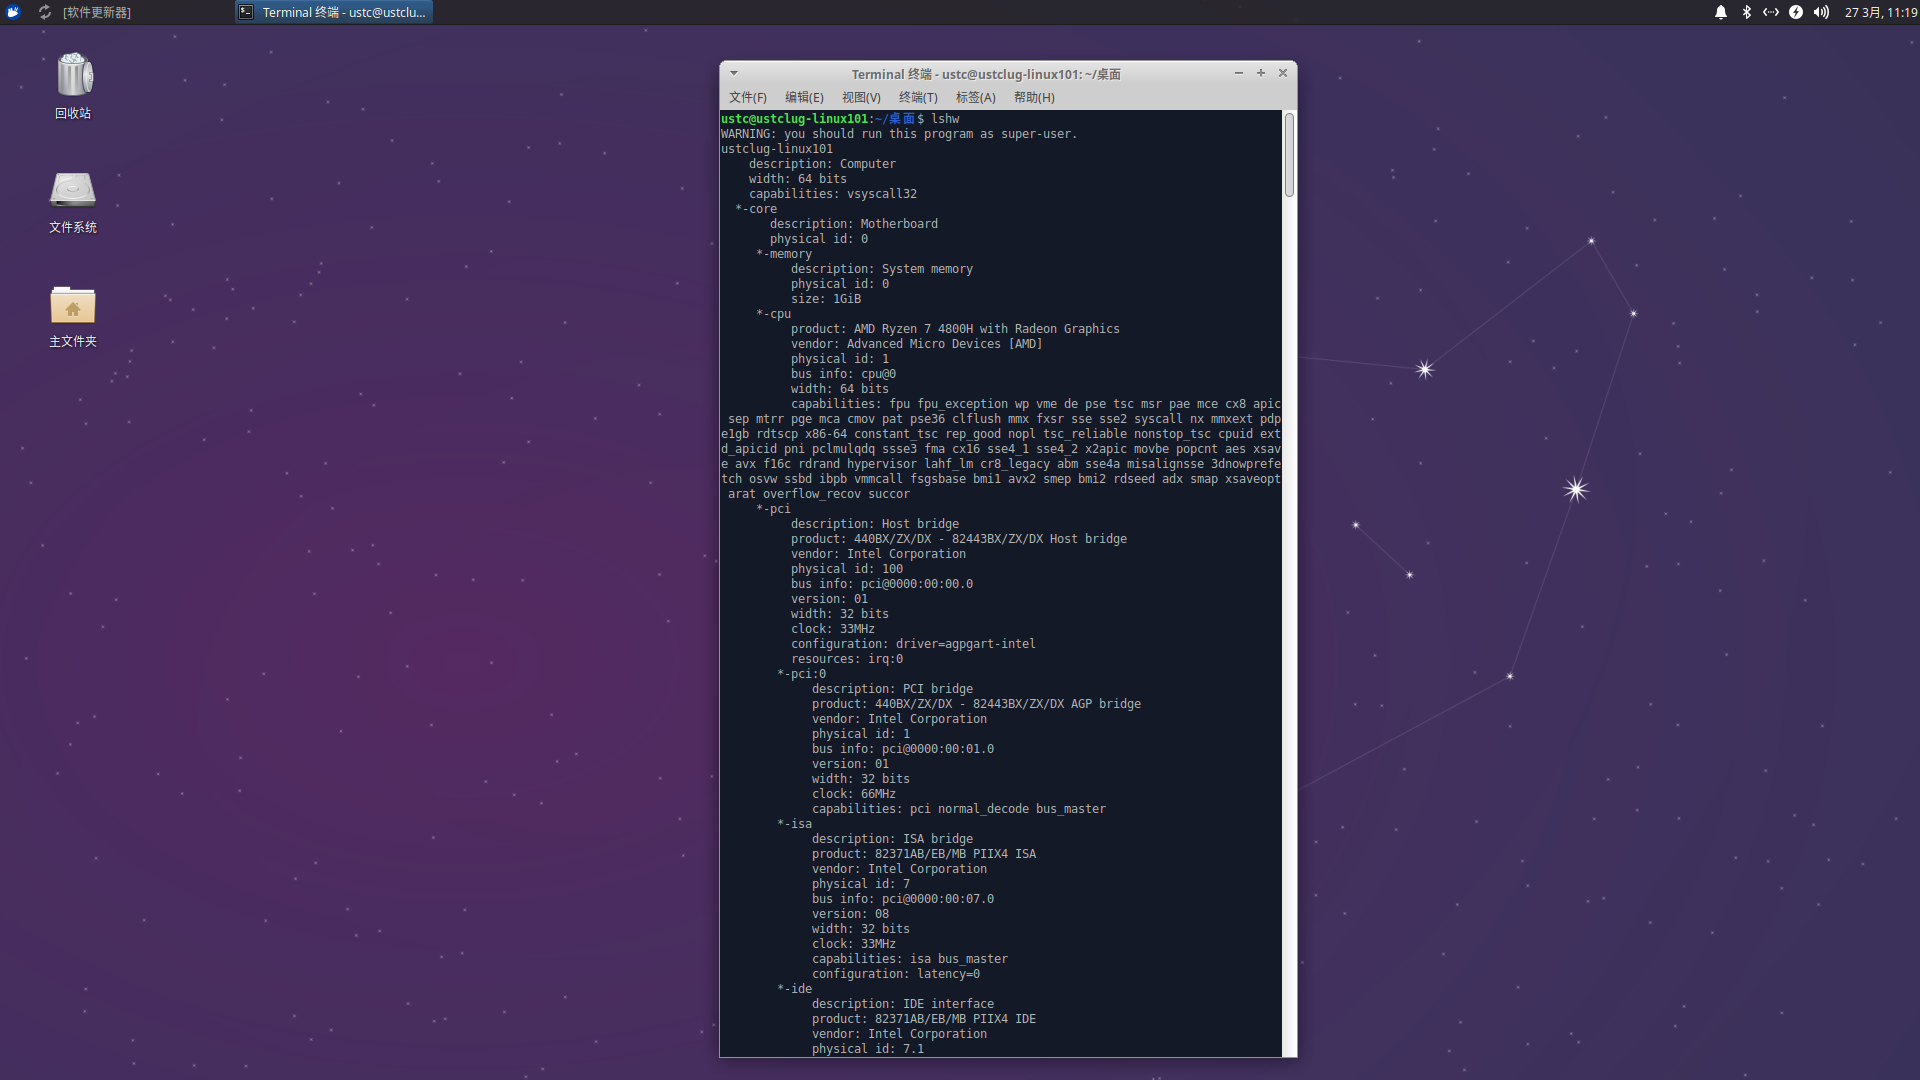 [软件更新器]
Terminal 终端 - ustc@ustclu...
27 3月, 11:19
回收站
文件系统
主文件夹
Terminal 终端 - ustc@ustclug-linux101: ~/桌面
文件(F) 编辑(E) 视图(V) 终端(T) 标签(A) 帮助(H)
ustc@ustclug-linux101:~/桌面$ lshw
WARNING: you should run this program as super-user.
ustclug-linux101
description: Computer
width: 64 bits
capabilities: vsyscall32
*-core
description: Motherboard
physical id: 0
*-memory
description: System memory
physical id: 0
size: 1GiB
*-cpu
product: AMD Ryzen 7 4800H with Radeon Graphics
vendor: Advanced Micro Devices [AMD]
physical id: 1
bus info: cpu@0
width: 64 bits
capabilities: fpu fpu_exception wp vme de pse tsc msr pae mce cx8 apic
sep mtrr pge mca cmov pat pse36 clflush mmx fxsr sse sse2 syscall nx mmxext pdp
e1gb rdtscp x86-64 constant_tsc rep_good nopl tsc_reliable nonstop_tsc cpuid ext
d_apicid pni pclmulqdq ssse3 fma cx16 sse4_1 sse4_2 x2apic movbe popcnt aes xsav
e avx f16c rdrand hypervisor lahf_lm cr8_legacy abm sse4a misalignsse 3dnowprefe
tch osvw ssbd ibpb vmmcall fsgsbase bmi1 avx2 smep bmi2 rdseed adx smap xsaveopt
arat overflow_recov succor
*-pci
description: Host bridge
product: 440BX/ZX/DX - 82443BX/ZX/DX Host bridge
vendor: Intel Corporation
physical id: 100
bus info: pci@0000:00:00.0
version: 01
width: 32 bits
clock: 33MHz
configuration: driver=agpgart-intel
resources: irq:0
*-pci:0
description: PCI bridge
product: 440BX/ZX/DX - 82443BX/ZX/DX AGP bridge
vendor: Intel Corporation
physical id: 1
bus info: pci@0000:00:01.0
version: 01
width: 32 bits
clock: 66MHz
capabilities: pci normal_decode bus_master
*-isa
description: ISA bridge
product: 82371AB/EB/MB PIIX4 ISA
vendor: Intel Corporation
physical id: 7
bus info: pci@0000:00:07.0
version: 08
width: 32 bits
clock: 33MHz
capabilities: isa bus_master
configuration: latency=0
*-ide
description: IDE interface
product: 82371AB/EB/MB PIIX4 IDE
vendor: Intel Corporation
physical id: 7.1